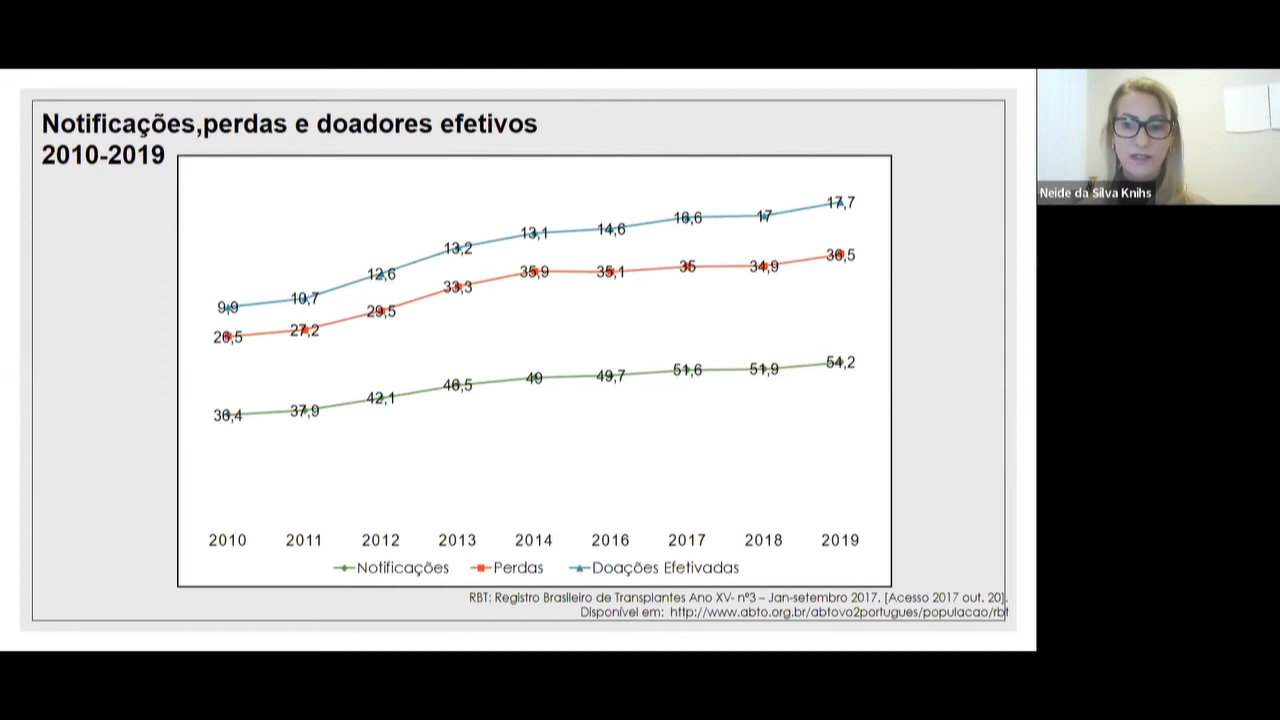 Notificações,perdas e doadores efetivos
2010-2019
Neide da Silva Knihs
9,9 10,7 12,6 13,2 13,1 14,6 16,6 17 17,7
26,5 27,2 29,5 33,3 35,9 35,1 35 34,9 36,5
36,4 37,9 42,1 46,5 49 49,7 51,6 51,9 54,2
2010 2011 2012 2013 2014 2016 2017 2018 2019
Notificações Perdas Doações Efetivadas
RBT: Registro Brasileiro de Transplantes Ano XV- nº3 – Jan-setembro 2017. [Acesso 2017 out. 20].
Disponível em: http://www.abto.org.br/abtovo2portugues/populacao/rbt